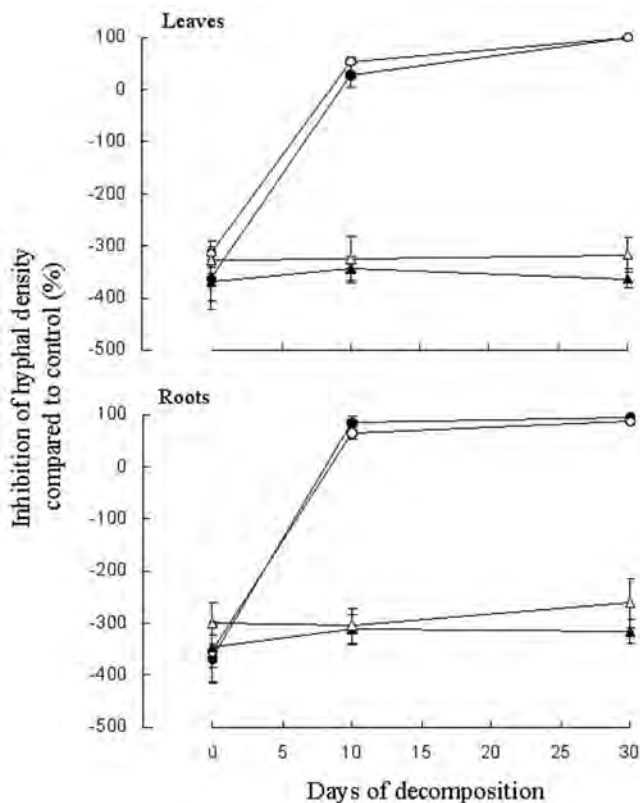 Leaves
100
0
-100
-200
-300
-400
-500
Roots
100
0
-100
-200
-300
-400
-500
0 5 10 15 20 25 30
Days of decomposition
Inhibition of hyphal density
compared to control (%)